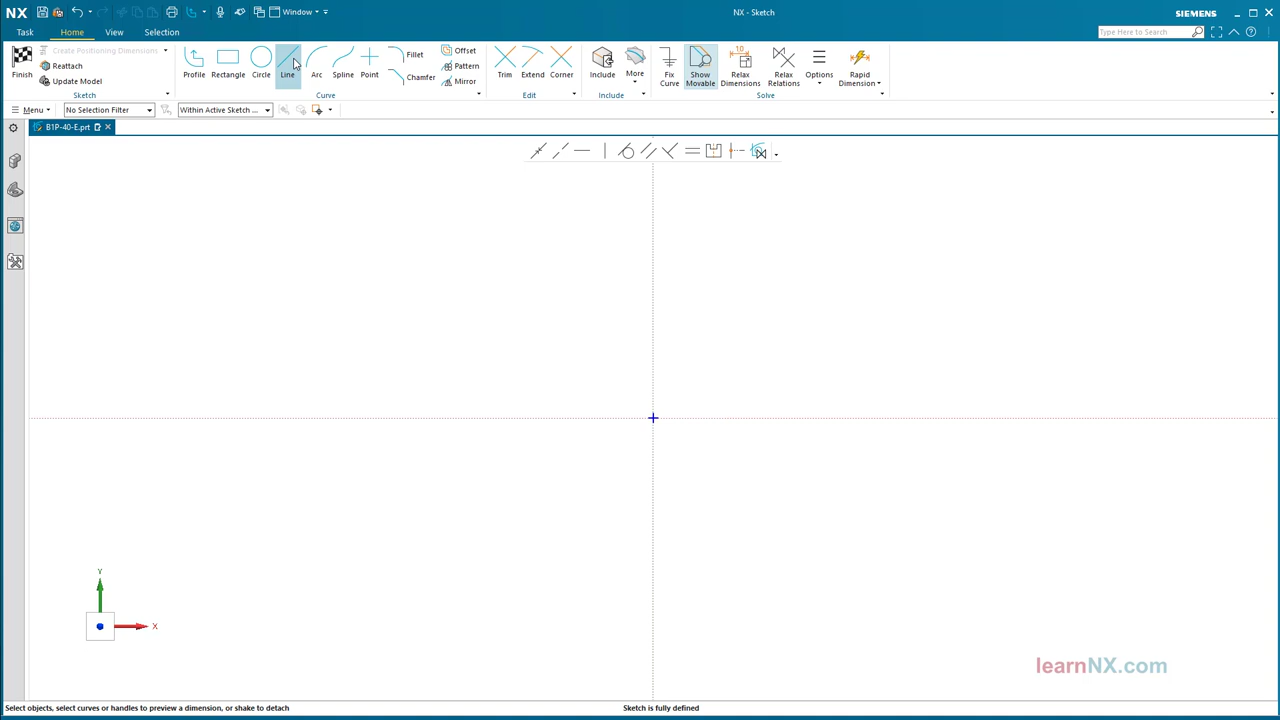 NX Window NX - Sketch SIEMENS
Task Home View Selection Type Here to Search
Finish Create Positioning Dimensions Reattach Update Model Sketch
Profile Rectangle Circle Line Arc Spline Point Fillet Chamfer Offset Pattern Mirror Curve
Trim Extend Corner Edit
Include More Include
Fix Curve Show Movable 10 Relax Dimensions Relax Relations Options Rapid Dimension Solve
Menu No Selection Filter Within Active Sketch ...
B1P-40-E.prt
Y
X
learnNX.com
Select objects, select curves or handles to preview a dimension, or shake to detach Sketch is fully defined